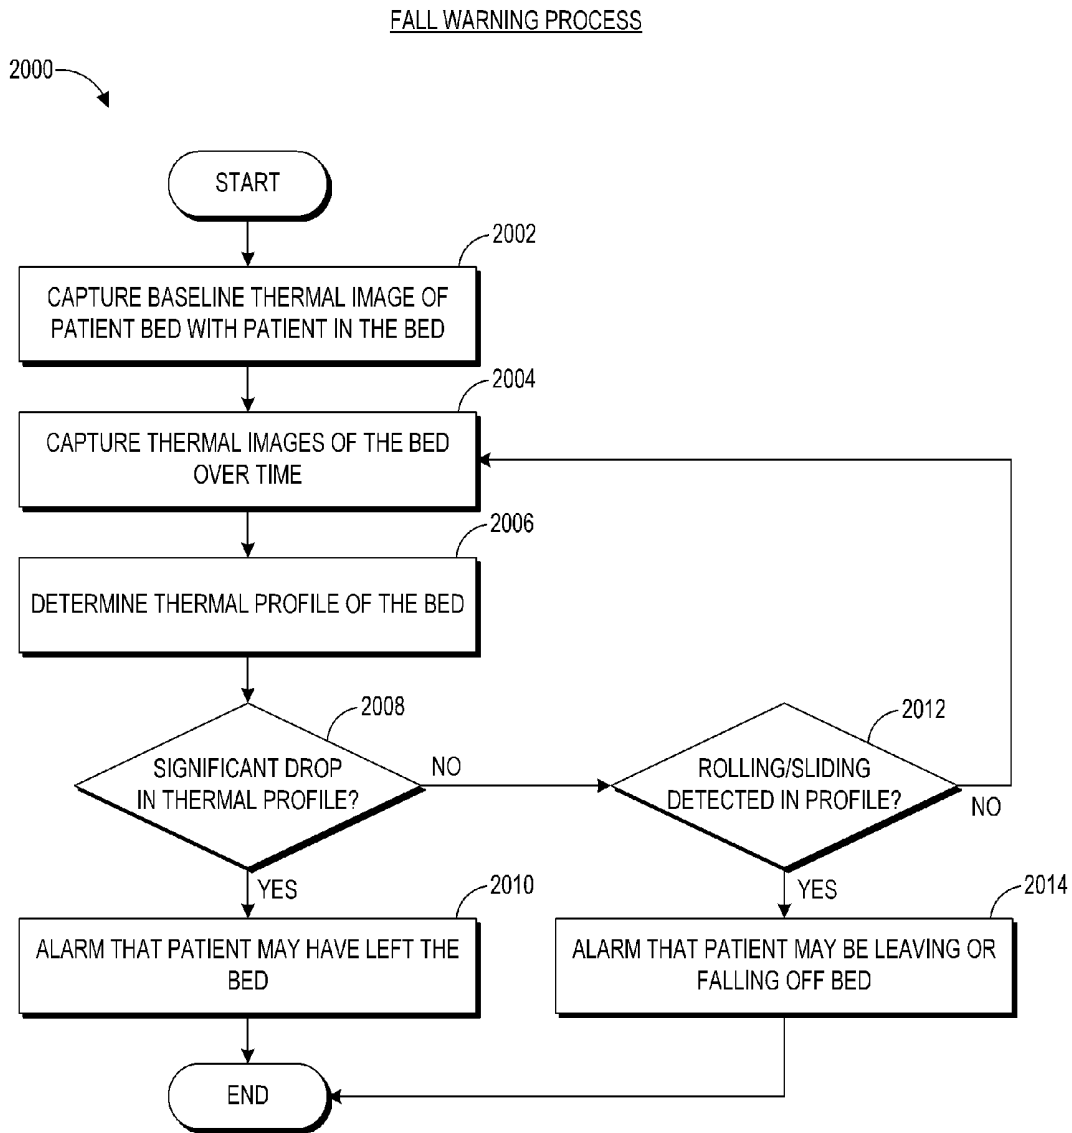 FALL WARNING PROCESS
2000
START
2002
CAPTURE BASELINE THERMAL IMAGE OF
PATIENT BED WITH PATIENT IN THE BED
2004
CAPTURE THERMAL IMAGES OF THE BED
OVER TIME
2006
DETERMINE THERMAL PROFILE OF THE BED
2008
SIGNIFICANT DROP
IN THERMAL PROFILE?
NO
2012
ROLLING/SLIDING
DETECTED IN PROFILE?
NO
YES
2010
ALARM THAT PATIENT MAY HAVE LEFT THE
BED
YES
2014
ALARM THAT PATIENT MAY BE LEAVING OR
FALLING OFF BED
END